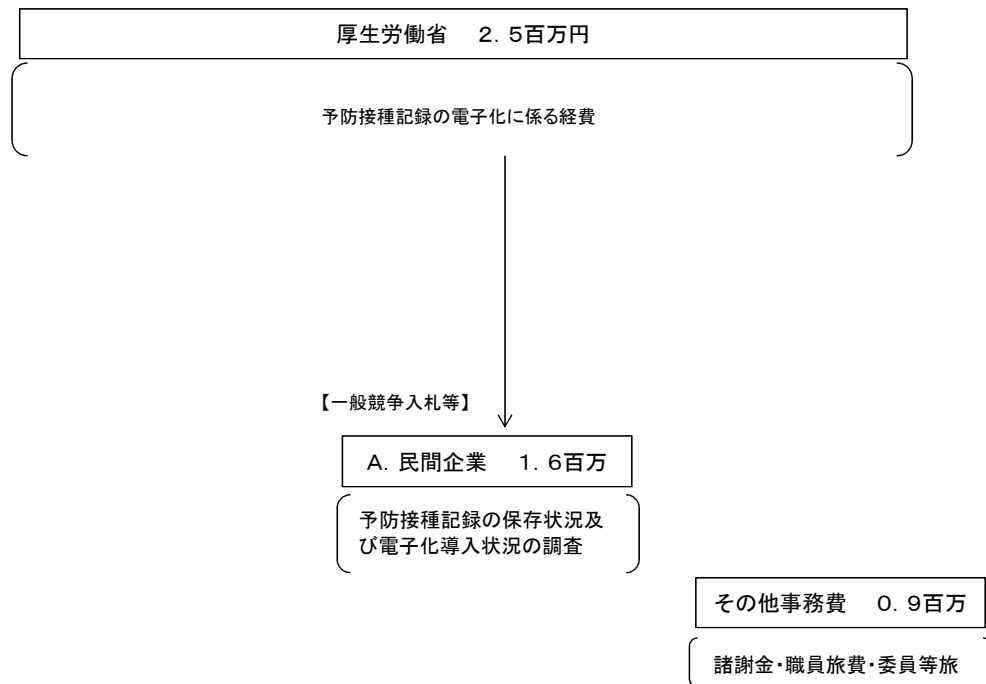 厚生労働省　２．５百万円
予防接種記録の電子化に係る経費
【一般競争入札等】
A．民間企業　１．６百万
予防接種記録の保存状況及
び電子化導入状況の調査
その他事務費　０．９百万
諸謝金・職員旅費・委員等旅